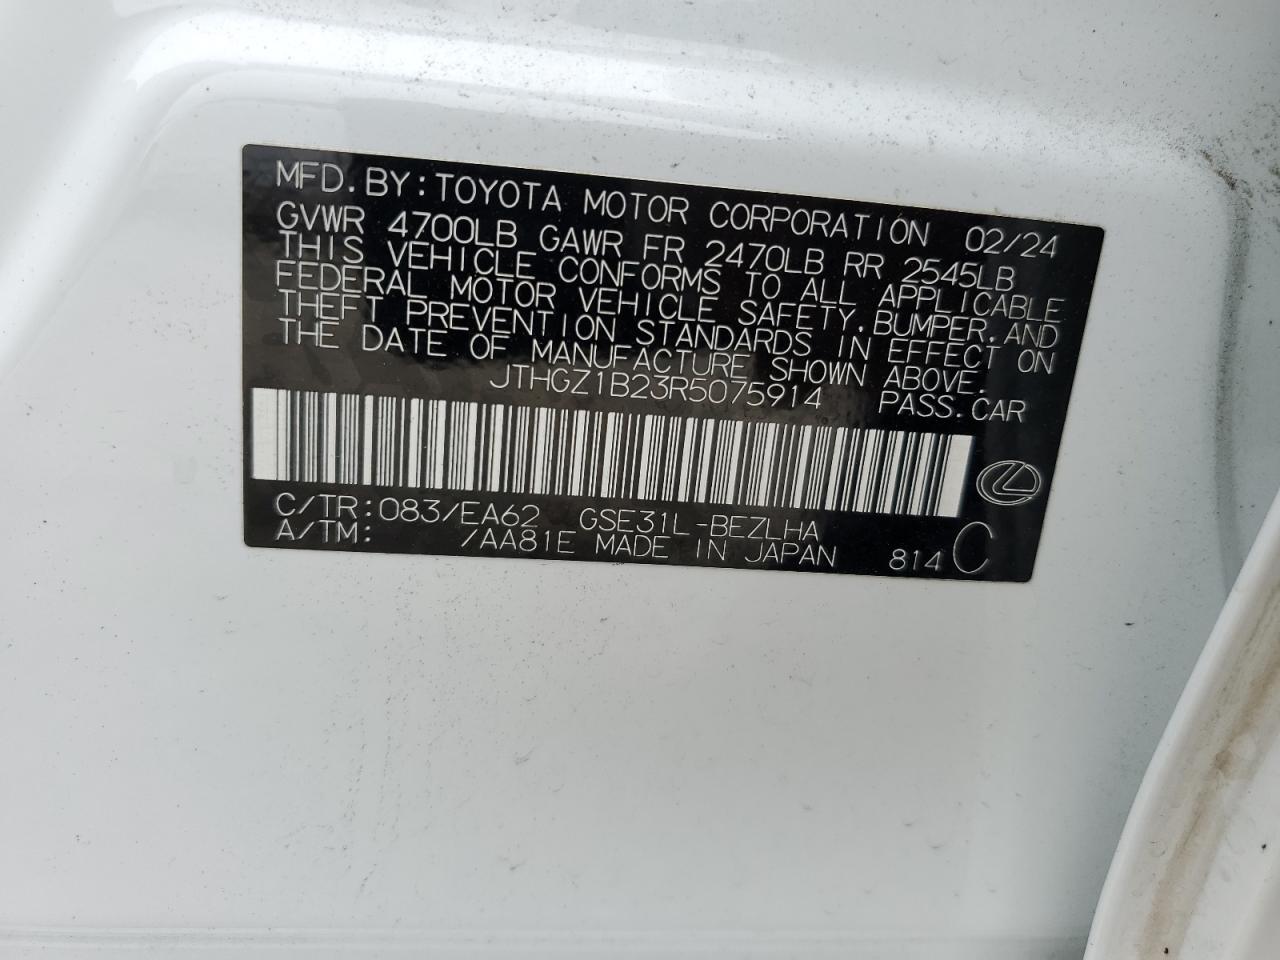 MFD.BY:TOYOTA MOTOR CORPORATION 02/24
GVWR 4700LB GAWR FR 2470LB RR 2545LB
THIS VEHICLE CONFORMS TO ALL APPLICABLE
FEDERAL MOTOR VEHICLE SAFETY,BUMPER,AND
THEFT PREVENTION STANDARDS IN EFFECT ON
THE DATE OF MANUFACTURE SHOWN ABOVE.
JTHGZ1B23R5075914 PASS.CAR
C/TR:083/EA62 GSE31L-BEZLHA
A/TM: /AA81E MADE IN JAPAN 814 C